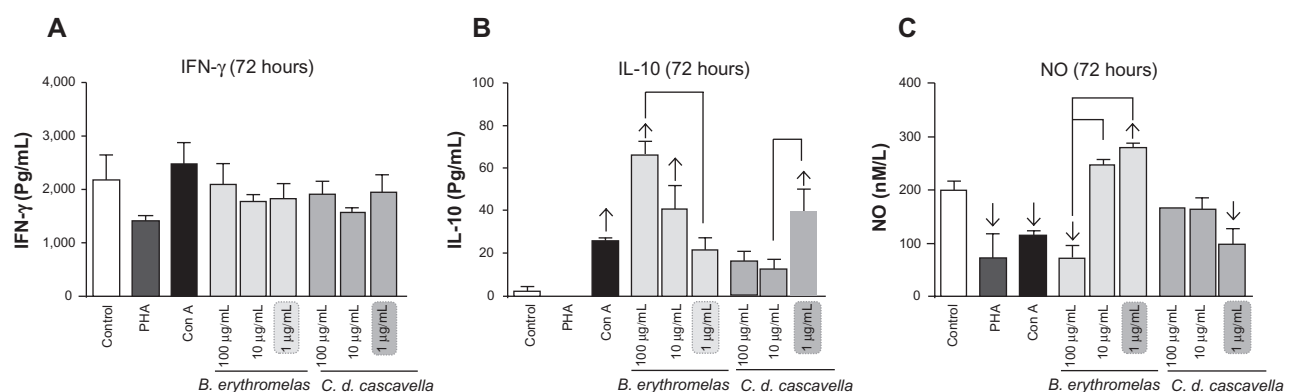 A
IFN-γ (72 hours)
IFN-γ (Pg/mL)
4,000
3,000
2,000
1,000
0
Control
PHA
Con A
100 µg/mL
10 µg/mL
1 µg/mL
100 µg/mL
10 µg/mL
1 µg/mL
B. erythromelas
C. d. cascavella
B
IL-10 (72 hours)
IL-10 (Pg/mL)
100
80
60
40
20
0
Control
PHA
Con A
100 µg/mL
10 µg/mL
1 µg/mL
100 µg/mL
10 µg/mL
1 µg/mL
B. erythromelas
C. d. cascavella
C
NO (72 hours)
NO (nM/L)
400
300
200
100
0
Control
PHA
Con A
100 µg/mL
10 µg/mL
1 µg/mL
100 µg/mL
10 µg/mL
1 µg/mL
B. erythromelas
C. d. cascavella